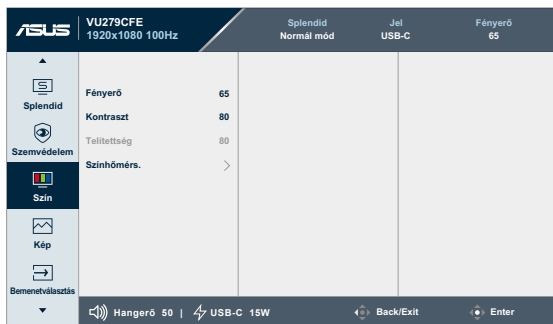 ASUS
VU279CFE
1920x1080 100Hz
Splendid
Normál mód
Jel
USB-C
Fényerő
65
Splendid
Szemvédelem
Szín
Kép
Bemenetválasztás
Fényerő 65
Kontraszt 80
Telítettség 80
Színhőmérs.
Hangerő 50 | USB-C 15W
Back/Exit
Enter